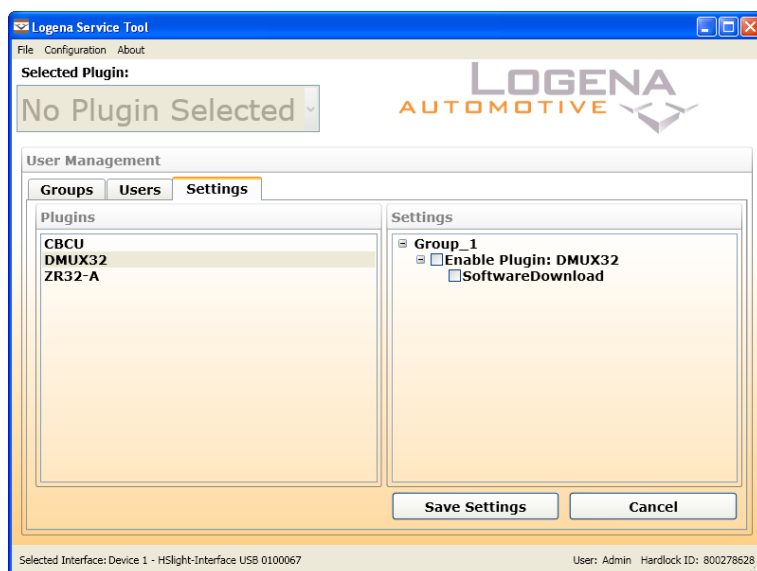 Logena Service Tool
File Configuration About
Selected Plugin:
No Plugin Selected
LOGENA
AUTOMOTIVE
User Management
Groups Users Settings
Plugins
CBCU
DMUX32
ZR32-A
Settings
Group_1
Enable Plugin: DMUX32
SoftwareDownload
Save Settings Cancel
Selected Interface: Device 1 - HSlight-Interface USB 0100067 User: Admin Hardlock ID: 800278628